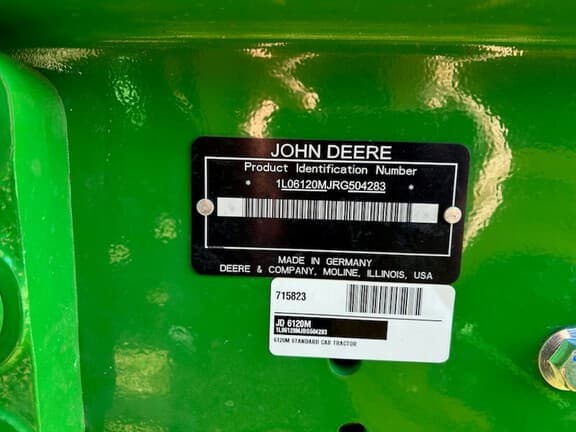 JOHN DEERE
Product Identification Number
* 1L06120MJRG504283 *
MADE IN GERMANY
DEERE & COMPANY, MOLINE, ILLINOIS, USA
715823
JD 6120M
1L06120MJRG504283
6120M STANDARD CAB TRACTOR